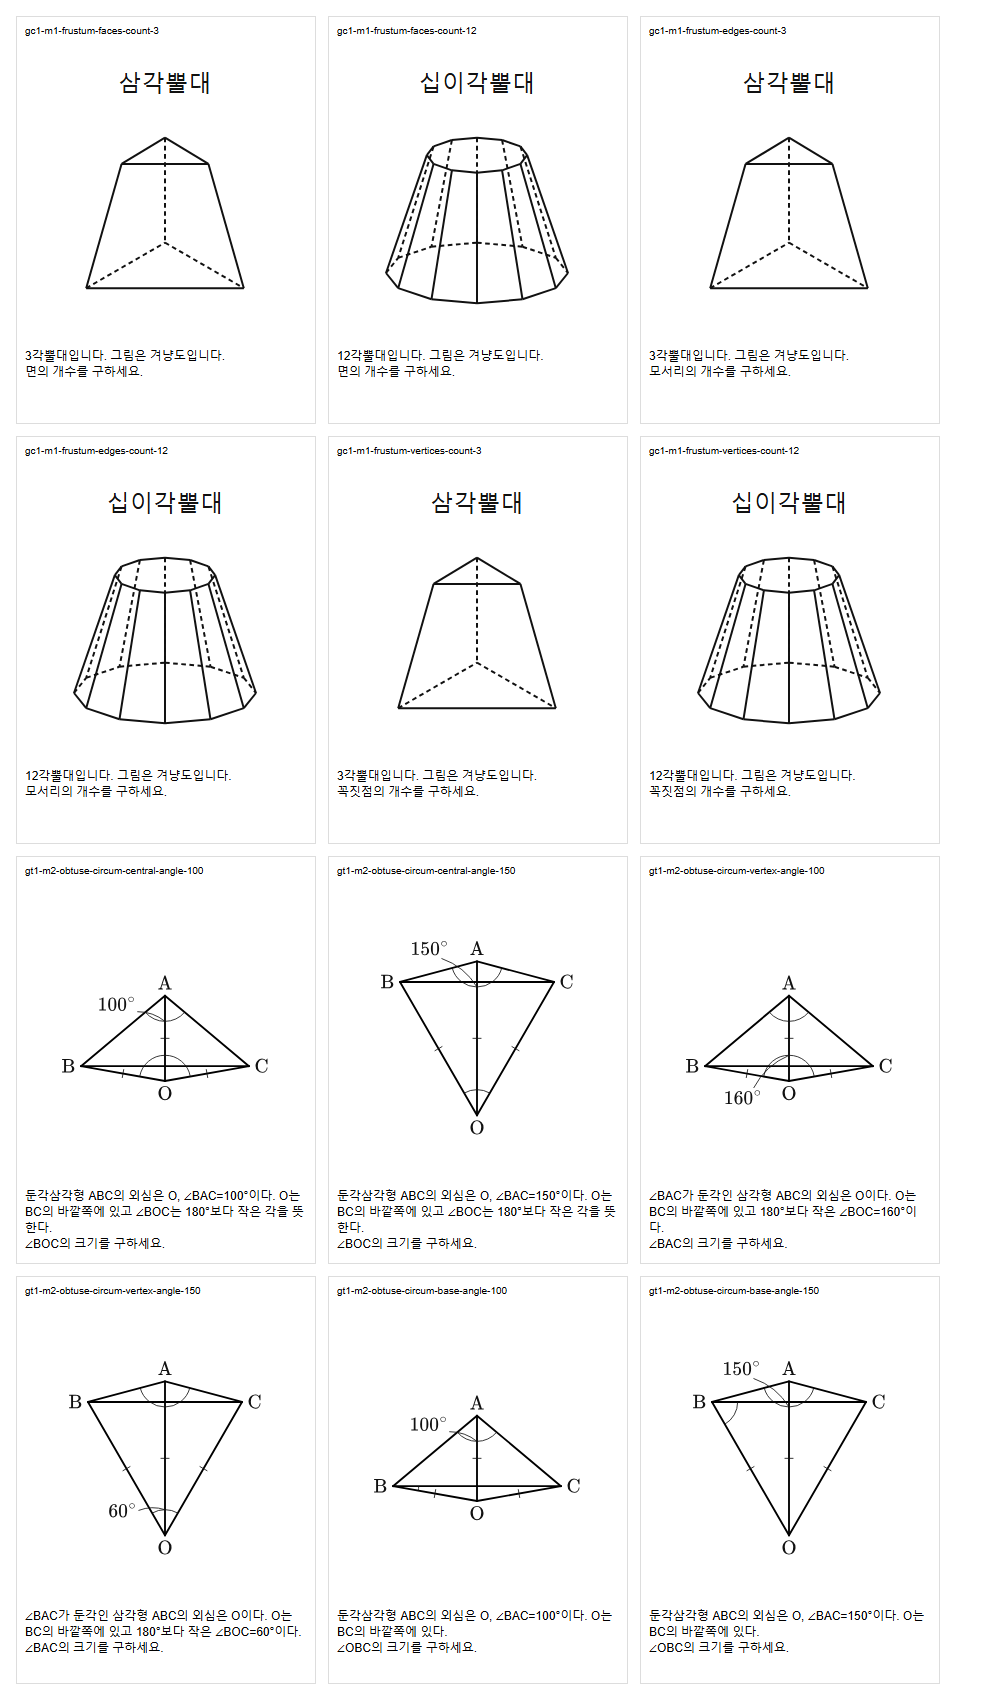 gc1-m1-frustum-faces-count-3
삼각뿔대
3각뿔대입니다. 그림은 겨냥도입니다.
면의 개수를 구하세요.
gc1-m1-frustum-faces-count-12
십이각뿔대
12각뿔대입니다. 그림은 겨냥도입니다.
면의 개수를 구하세요.
gc1-m1-frustum-edges-count-3
삼각뿔대
3각뿔대입니다. 그림은 겨냥도입니다.
모서리의 개수를 구하세요.
gc1-m1-frustum-edges-count-12
십이각뿔대
12각뿔대입니다. 그림은 겨냥도입니다.
모서리의 개수를 구하세요.
gc1-m1-frustum-vertices-count-3
삼각뿔대
3각뿔대입니다. 그림은 겨냥도입니다.
꼭짓점의 개수를 구하세요.
gc1-m1-frustum-vertices-count-12
십이각뿔대
12각뿔대입니다. 그림은 겨냥도입니다.
꼭짓점의 개수를 구하세요.
gt1-m2-obtuse-circum-central-angle-100
A
100°
B
C
O
둔각삼각형 ABC의 외심은 O, ∠BAC=100°이다. O는
BC의 바깥쪽에 있고 ∠BOC는 180°보다 작은 각을 뜻
한다.
∠BOC의 크기를 구하세요.
gt1-m2-obtuse-circum-central-angle-150
150°
A
B
C
O
둔각삼각형 ABC의 외심은 O, ∠BAC=150°이다. O는
BC의 바깥쪽에 있고 ∠BOC는 180°보다 작은 각을 뜻
한다.
∠BOC의 크기를 구하세요.
gt1-m2-obtuse-circum-vertex-angle-100
A
B
C
160°
O
∠BAC가 둔각인 삼각형 ABC의 외심은 O이다. O는
BC의 바깥쪽에 있고 180°보다 작은 ∠BOC=160°이
다.
∠BAC의 크기를 구하세요.
gt1-m2-obtuse-circum-vertex-angle-150
A
B
C
60°
O
∠BAC가 둔각인 삼각형 ABC의 외심은 O이다. O는
BC의 바깥쪽에 있고 180°보다 작은 ∠BOC=60°이다.
∠BAC의 크기를 구하세요.
gt1-m2-obtuse-circum-base-angle-100
A
100°
B
C
O
둔각삼각형 ABC의 외심은 O, ∠BAC=100°이다. O는
BC의 바깥쪽에 있다.
∠OBC의 크기를 구하세요.
gt1-m2-obtuse-circum-base-angle-150
150°
A
B
C
O
둔각삼각형 ABC의 외심은 O, ∠BAC=150°이다. O는
BC의 바깥쪽에 있다.
∠OBC의 크기를 구하세요.